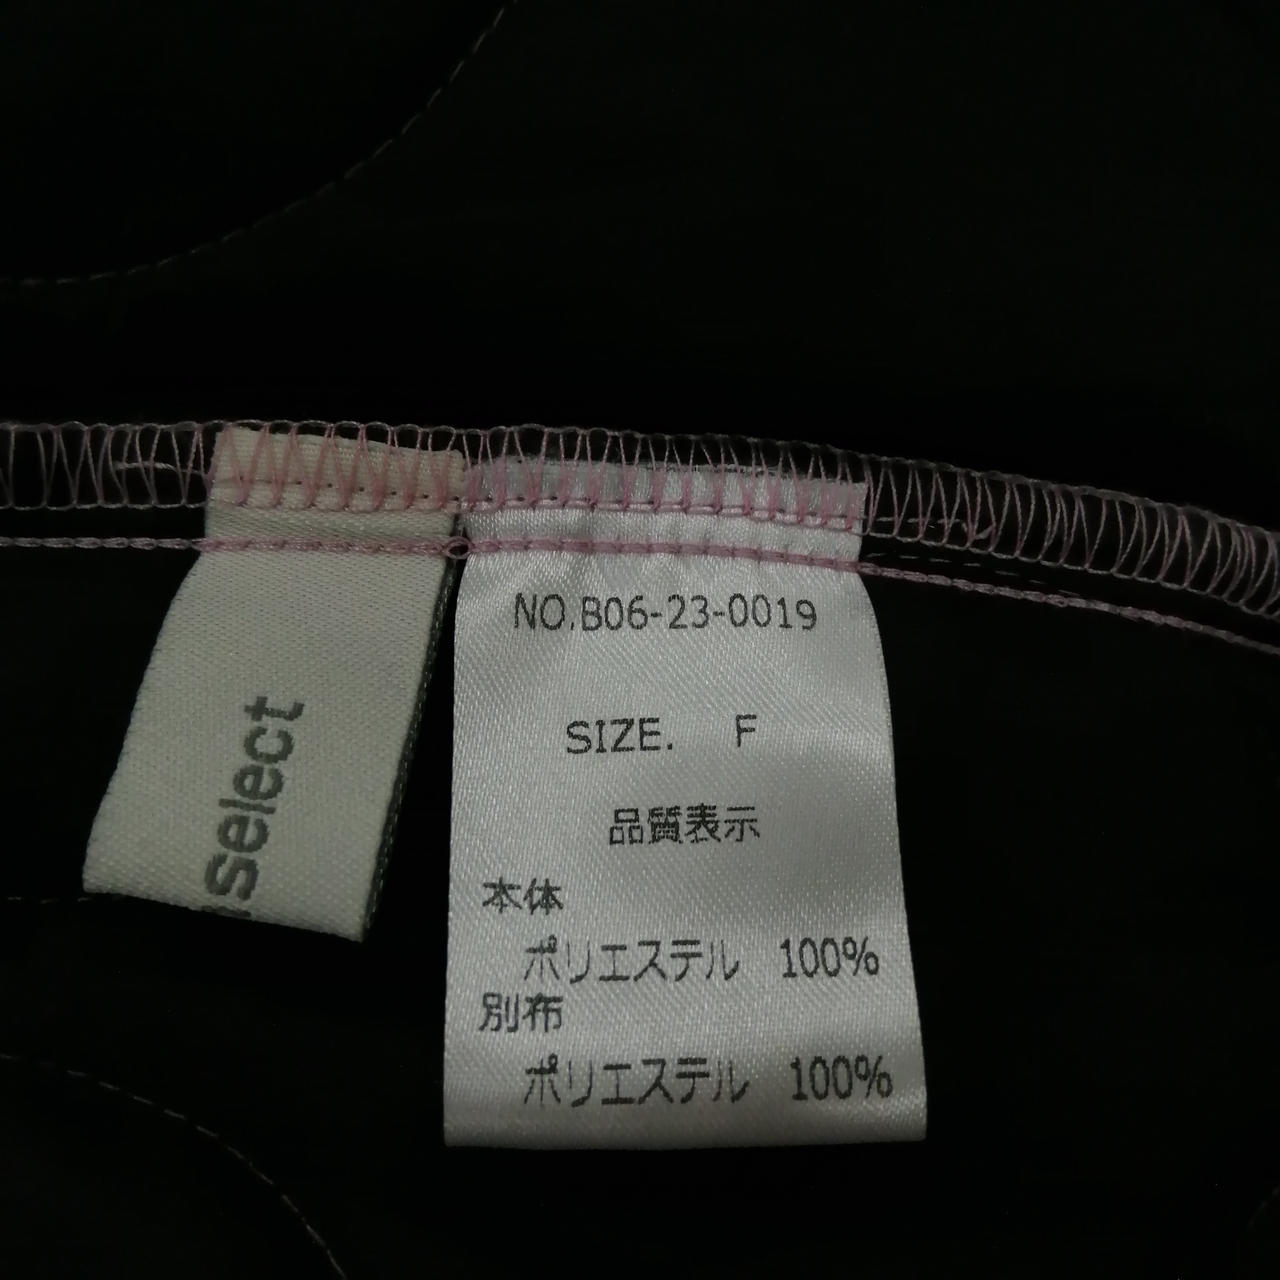 select
NO.B06-23-0019
SIZE. F
品質表示
本体
ポリエステル 100%
別布
ポリエステル 100%